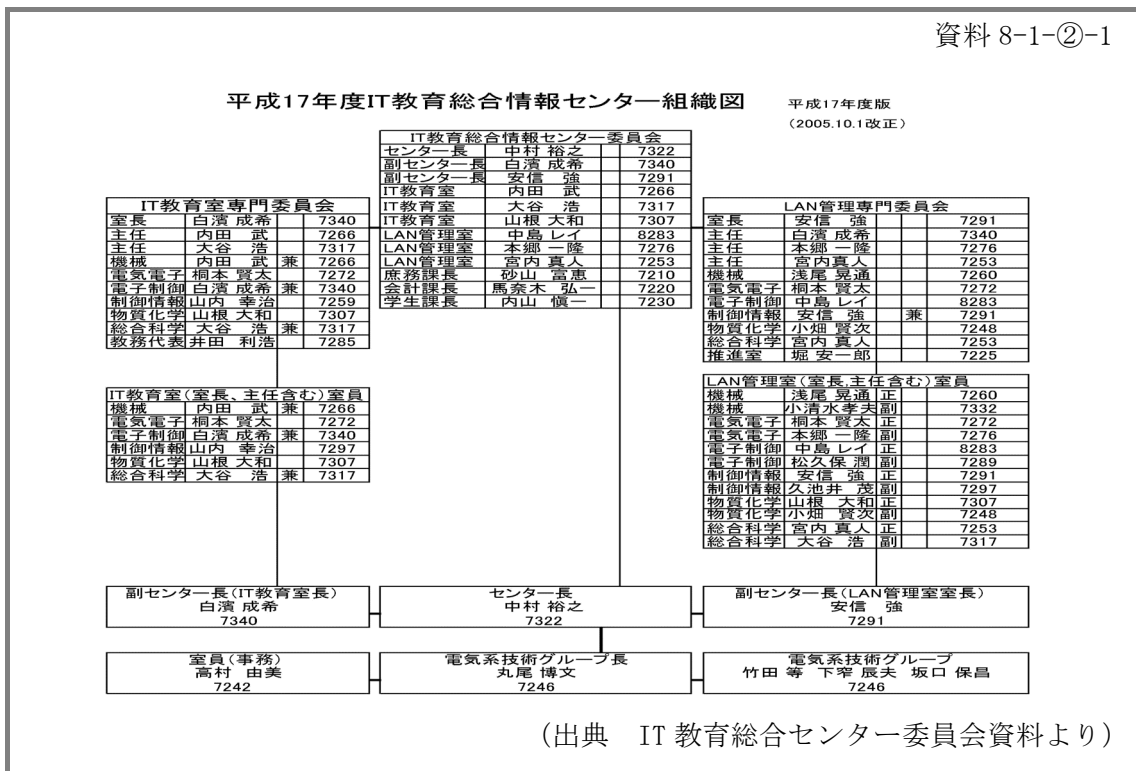 資料 8-1-②-1
平成17年度IT教育総合情報センター組織図
平成17年度版
（2005.10.1改正）
IT教育総合情報センター委員会
センター長 中村 裕之 7322
副センター長 白濱 成希 7340
副センター長 安信 強 7291
IT教育室 内田 武 7266
IT教育室 大谷 浩 7317
IT教育室 山根 大和 7307
LAN管理室 中島 レイ 8283
LAN管理室 本郷 一隆 7276
LAN管理室 宮内 真人 7253
庶務課長 砂山 富恵 7210
会計課長 馬奈木 弘一 7220
学生課長 内山 愼一 7230
IT教育室専門委員会
室長 白濱 成希 7340
主任 内田 武 7266
主任 大谷 浩 7317
機械 内田 武 兼 7266
電気電子 桐本 賢太 7272
電子制御 白濱 成希 兼 7340
制御情報 山内 幸治 7259
物質化学 山根 大和 7307
総合科学 大谷 浩 兼 7317
教務代表 井田 利浩 7285
LAN管理専門委員会
室長 安信 強 7291
主任 白濱 成希 7340
主任 本郷 一隆 7276
主任 宮内真人 7253
機械 浅尾 晃通 7260
電気電子 桐本 賢太 7272
電子制御 中島 レイ 8283
制御情報 安信 強 兼 7291
物質化学 小畑 賢次 7248
総合科学 宮内 真人 7253
推進室 堀 安一郎 7225
IT教育室（室長、主任含む）室員
機械 内田 武 兼 7266
電気電子 桐本 賢太 7272
電子制御 白濱 成希 兼 7340
制御情報 山内 幸治 7297
物質化学 山根 大和 7307
総合科学 大谷 浩 兼 7317
LAN管理室（室長,主任含む）室員
機械 浅尾 晃通 正 7260
機械 小清水孝夫 副 7332
電気電子 桐本 賢太 正 7272
電気電子 本郷 一隆 副 7276
電子制御 中島 レイ 正 8283
電子制御 松久保 潤 副 7289
制御情報 安信 強 正 7291
制御情報 久池井 茂 副 7297
物質化学 山根 大和 正 7307
物質化学 小畑 賢次 副 7248
総合科学 宮内 真人 正 7253
総合科学 大谷 浩 副 7317
副センター長（IT教育室長）
白濱 成希
7340
センター長
中村 裕之
7322
副センター長（LAN管理室室長）
安信 強
7291
室員（事務）
高村 由美
7242
電気系技術グループ長
丸尾 博文
7246
電気系技術グループ
竹田 等 下窄 辰夫 坂口 保昌
7246
（出典 IT 教育総合センター委員会資料より）